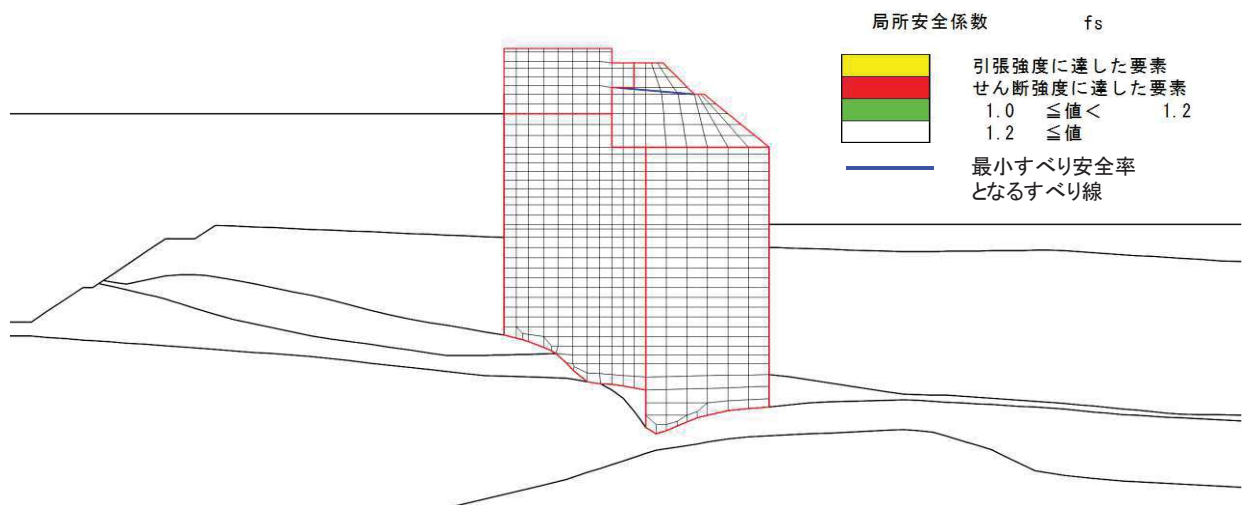 局所安全係数 fs
引張強度に達した要素
せん断強度に達した要素
1.0 ≦値< 1.2
1.2 ≦値
最小すべり安全率
となるすべり線